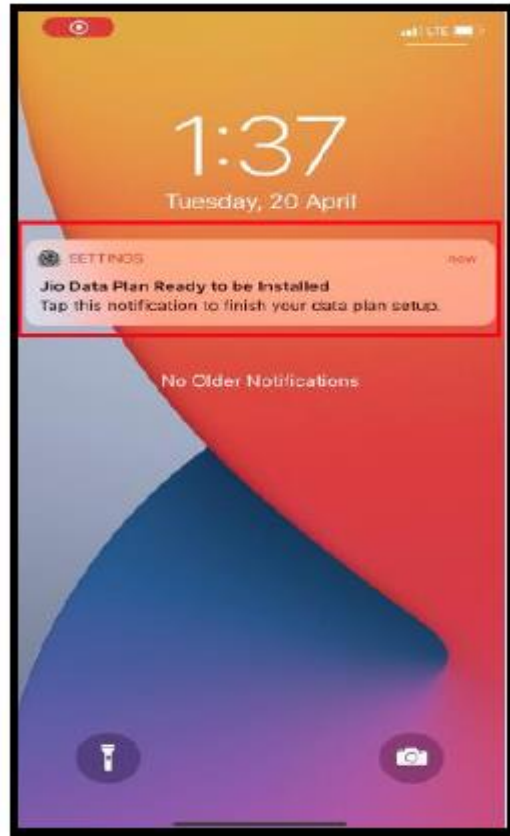 LTE
1:37
Tuesday, 20 April
SETTINGS now
Jio Data Plan Ready to be Installed
Tap this notification to finish your data plan setup.
No Older Notifications